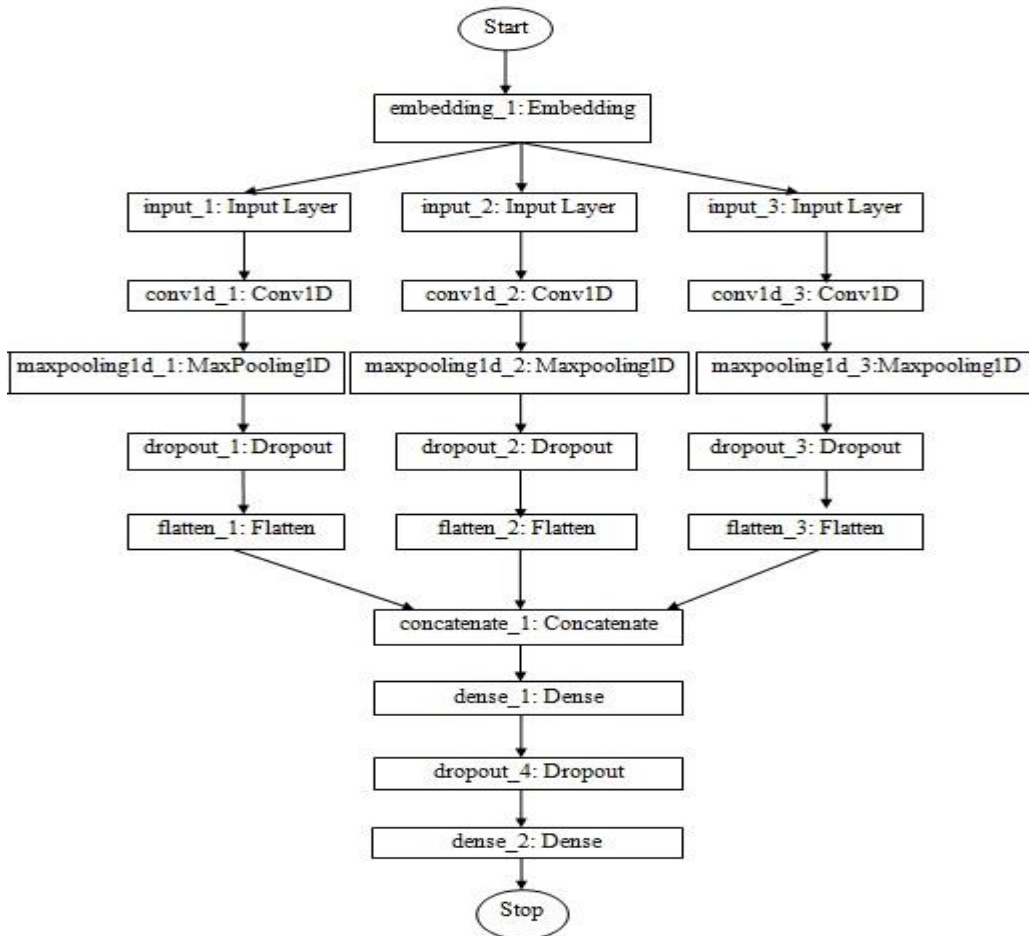 Start
embedding_1: Embedding
input_1: Input Layer
input_2: Input Layer
input_3: Input Layer
conv1d_1: Conv1D
conv1d_2: Conv1D
conv1d_3: Conv1D
maxpooling1d_1: MaxPooling1D
maxpooling1d_2: Maxpooling1D
maxpooling1d_3:Maxpooling1D
dropout_1: Dropout
dropout_2: Dropout
dropout_3: Dropout
flatten_1: Flatten
flatten_2: Flatten
flatten_3: Flatten
concatenate_1: Concatenate
dense_1: Dense
dropout_4: Dropout
dense_2: Dense
Stop